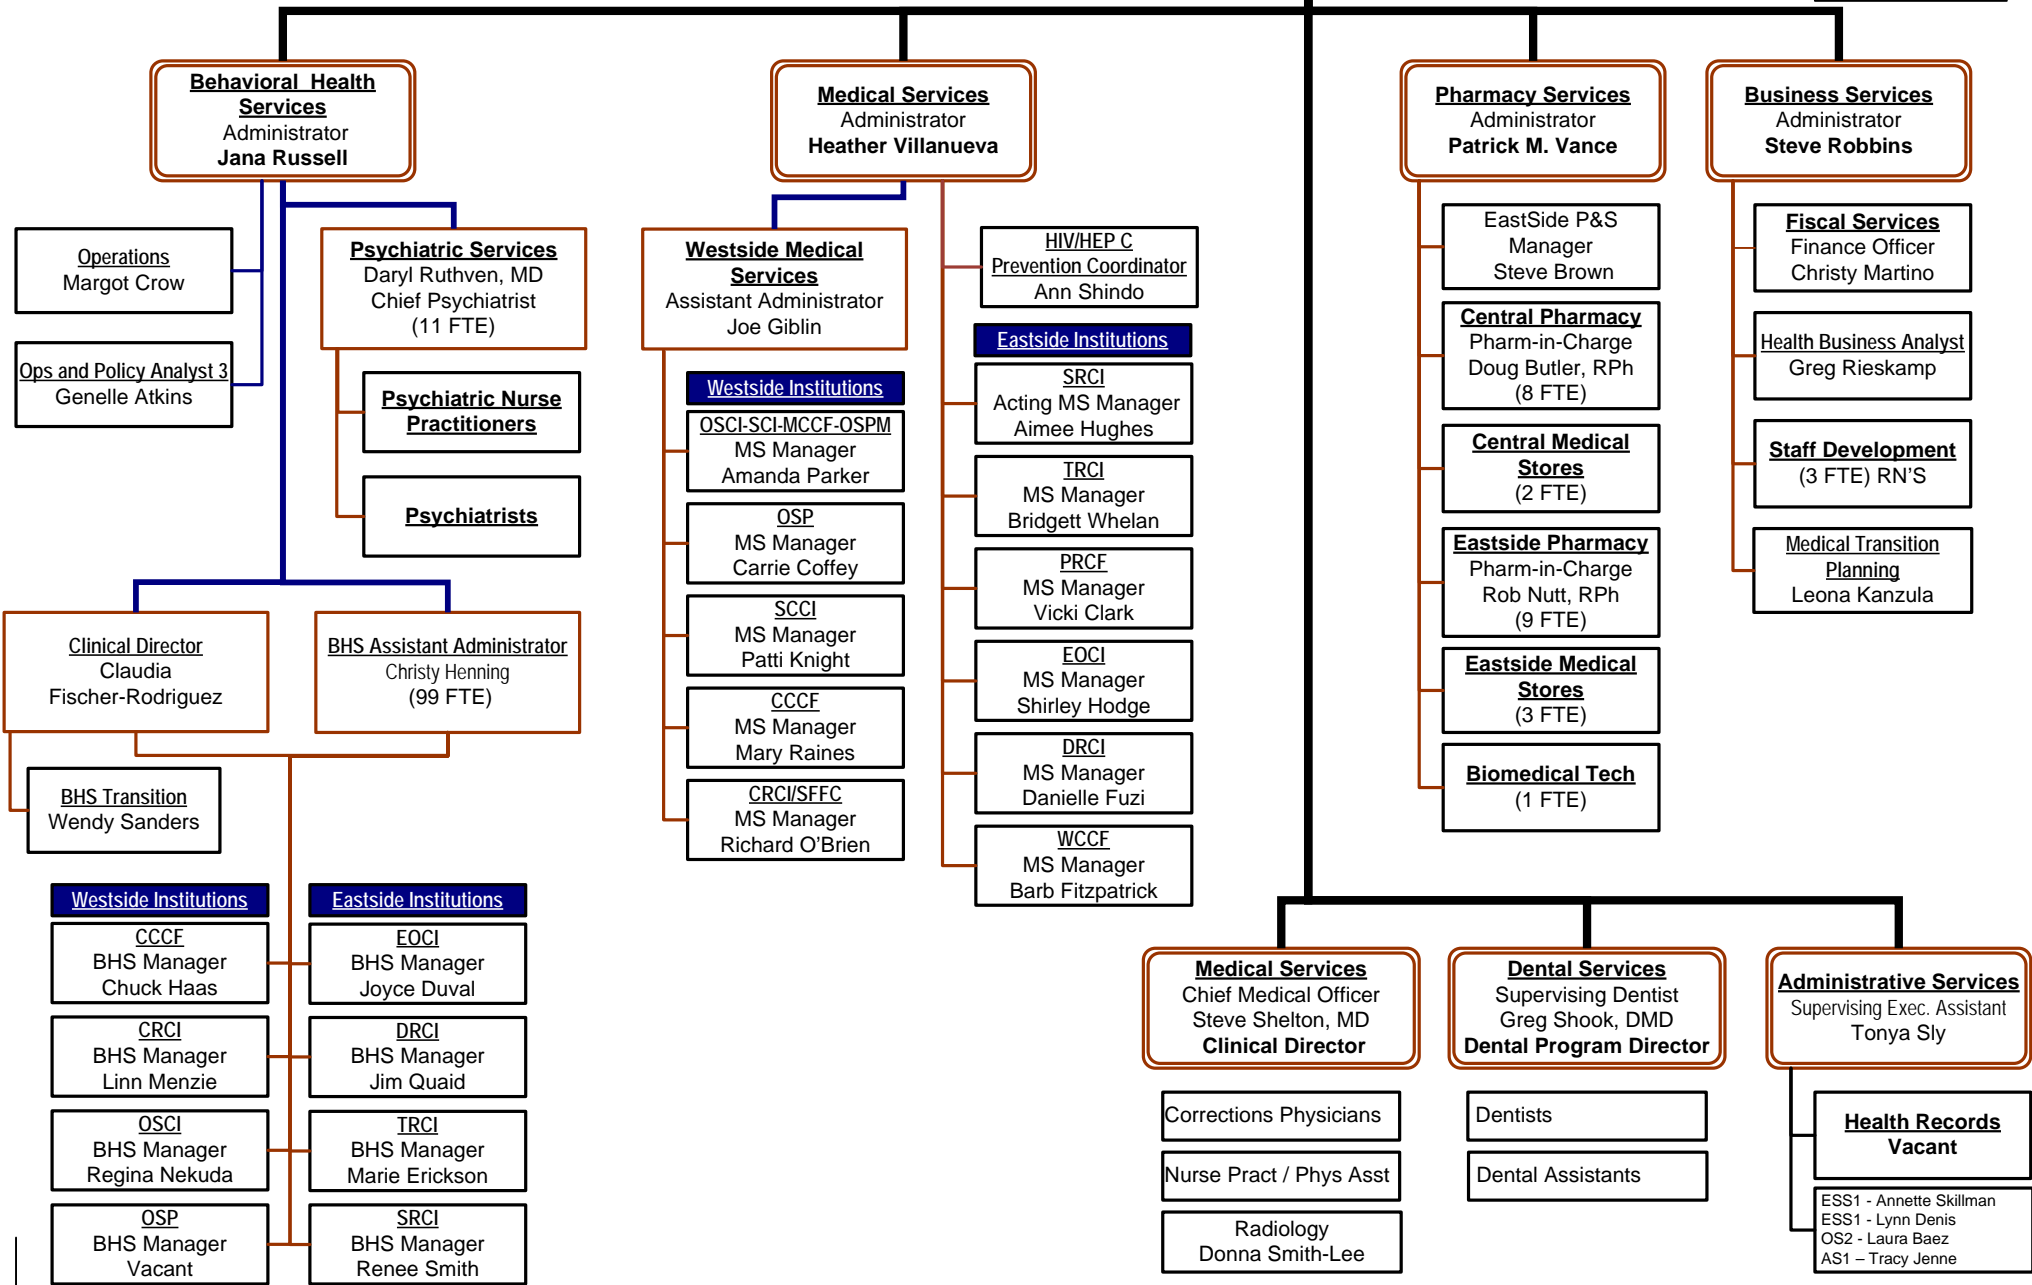 Behavioral Health
Services
Administrator
Jana Russell
Medical Services
Administrator
Heather Villanueva
Pharmacy Services
Administrator
Patrick M. Vance
Business Services
Administrator
Steve Robbins
Operations
Margot Crow
Ops and Policy Analyst 3
Genelle Atkins
Psychiatric Services
Daryl Ruthven, MD
Chief Psychiatrist
(11 FTE)
Psychiatric Nurse
Practitioners
Psychiatrists
Clinical Director
Claudia
Fischer-Rodriguez
BHS Assistant Administrator
Christy Henning
(99 FTE)
BHS Transition
Wendy Sanders
Westside Institutions
CCCF
BHS Manager
Chuck Haas
CRCI
BHS Manager
Linn Menzie
OSCI
BHS Manager
Regina Nekuda
OSP
BHS Manager
Vacant
Eastside Institutions
EOCI
BHS Manager
Joyce Duval
DRCI
BHS Manager
Jim Quaid
TRCI
BHS Manager
Marie Erickson
SRCI
BHS Manager
Renee Smith
Westside Medical
Services
Assistant Administrator
Joe Giblin
Westside Institutions
OSCI-SCI-MCCF-OSPM
MS Manager
Amanda Parker
OSP
MS Manager
Carrie Coffey
SCCI
MS Manager
Patti Knight
CCCF
MS Manager
Mary Raines
CRCI/SFFC
MS Manager
Richard O'Brien
HIV/HEP C
Prevention Coordinator
Ann Shindo
Eastside Institutions
SRCI
Acting MS Manager
Aimee Hughes
TRCI
MS Manager
Bridgett Whelan
PRCF
MS Manager
Vicki Clark
EOCI
MS Manager
Shirley Hodge
DRCI
MS Manager
Danielle Fuzi
WCCF
MS Manager
Barb Fitzpatrick
EastSide P&S
Manager
Steve Brown
Central Pharmacy
Pharm-in-Charge
Doug Butler, RPh
(8 FTE)
Central Medical
Stores
(2 FTE)
Eastside Pharmacy
Pharm-in-Charge
Rob Nutt, RPh
(9 FTE)
Eastside Medical
Stores
(3 FTE)
Biomedical Tech
(1 FTE)
Fiscal Services
Finance Officer
Christy Martino
Health Business Analyst
Greg Rieskamp
Staff Development
(3 FTE) RN'S
Medical Transition
Planning
Leona Kanzula
Medical Services
Chief Medical Officer
Steve Shelton, MD
Clinical Director
Corrections Physicians
Nurse Pract / Phys Asst
Radiology
Donna Smith-Lee
Dental Services
Supervising Dentist
Greg Shook, DMD
Dental Program Director
Dentists
Dental Assistants
Administrative Services
Supervising Exec. Assistant
Tonya Sly
Health Records
Vacant
ESS1 - Annette Skillman
ESS1 - Lynn Denis
OS2 - Laura Baez
AS1 – Tracy Jenne